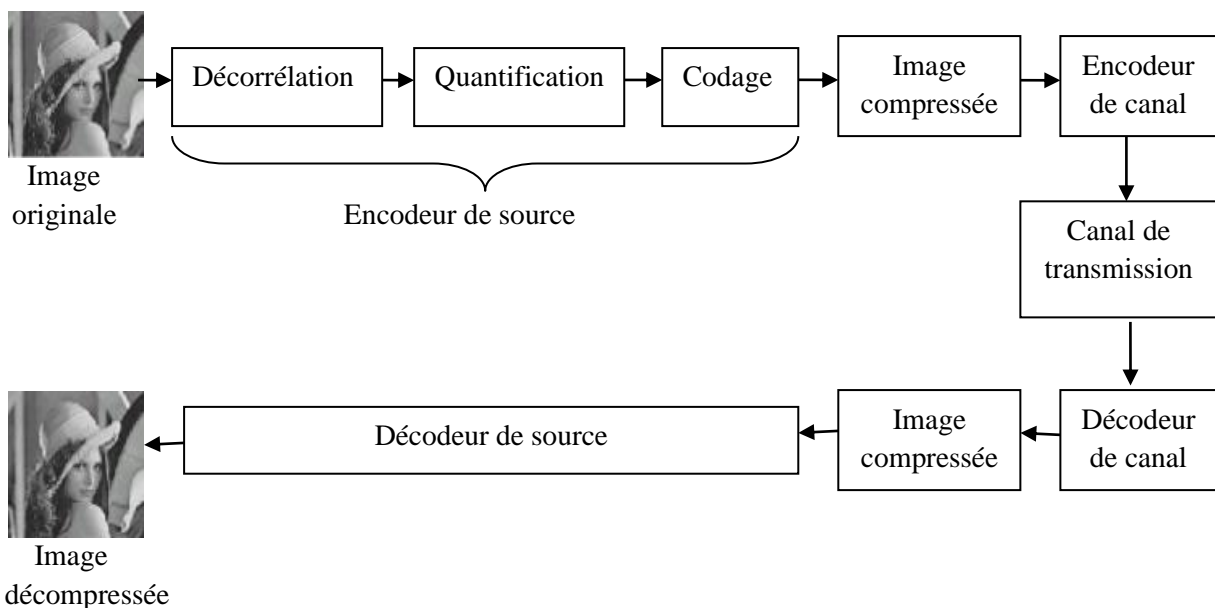 Décorrélation
Quantification
Codage
Image
compressée
Encodeur
de canal
Image
originale
Encodeur de source
Canal de
transmission
Décodeur
de canal
Image
compressée
Décodeur de source
Image
décompressée